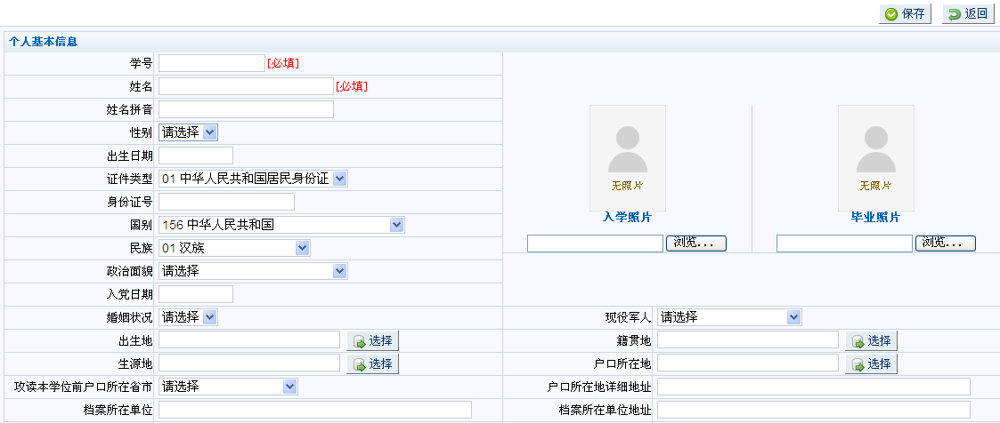 保存 返回
个人基本信息
学号 [必填]
姓名 [必填]
姓名拼音
性别 请选择
出生日期
证件类型 01 中华人民共和国居民身份证
身份证号
国别 156 中华人民共和国
民族 01 汉族
政治面貌 请选择
入党日期
无照片 无照片
入学照片 毕业照片
浏览... 浏览...
婚姻状况 请选择 现役军人 请选择
出生地 选择 籍贯地 选择
生源地 选择 户口所在地 选择
攻读本学位前户口所在省市 请选择 户口所在地详细地址
档案所在单位 档案所在单位地址